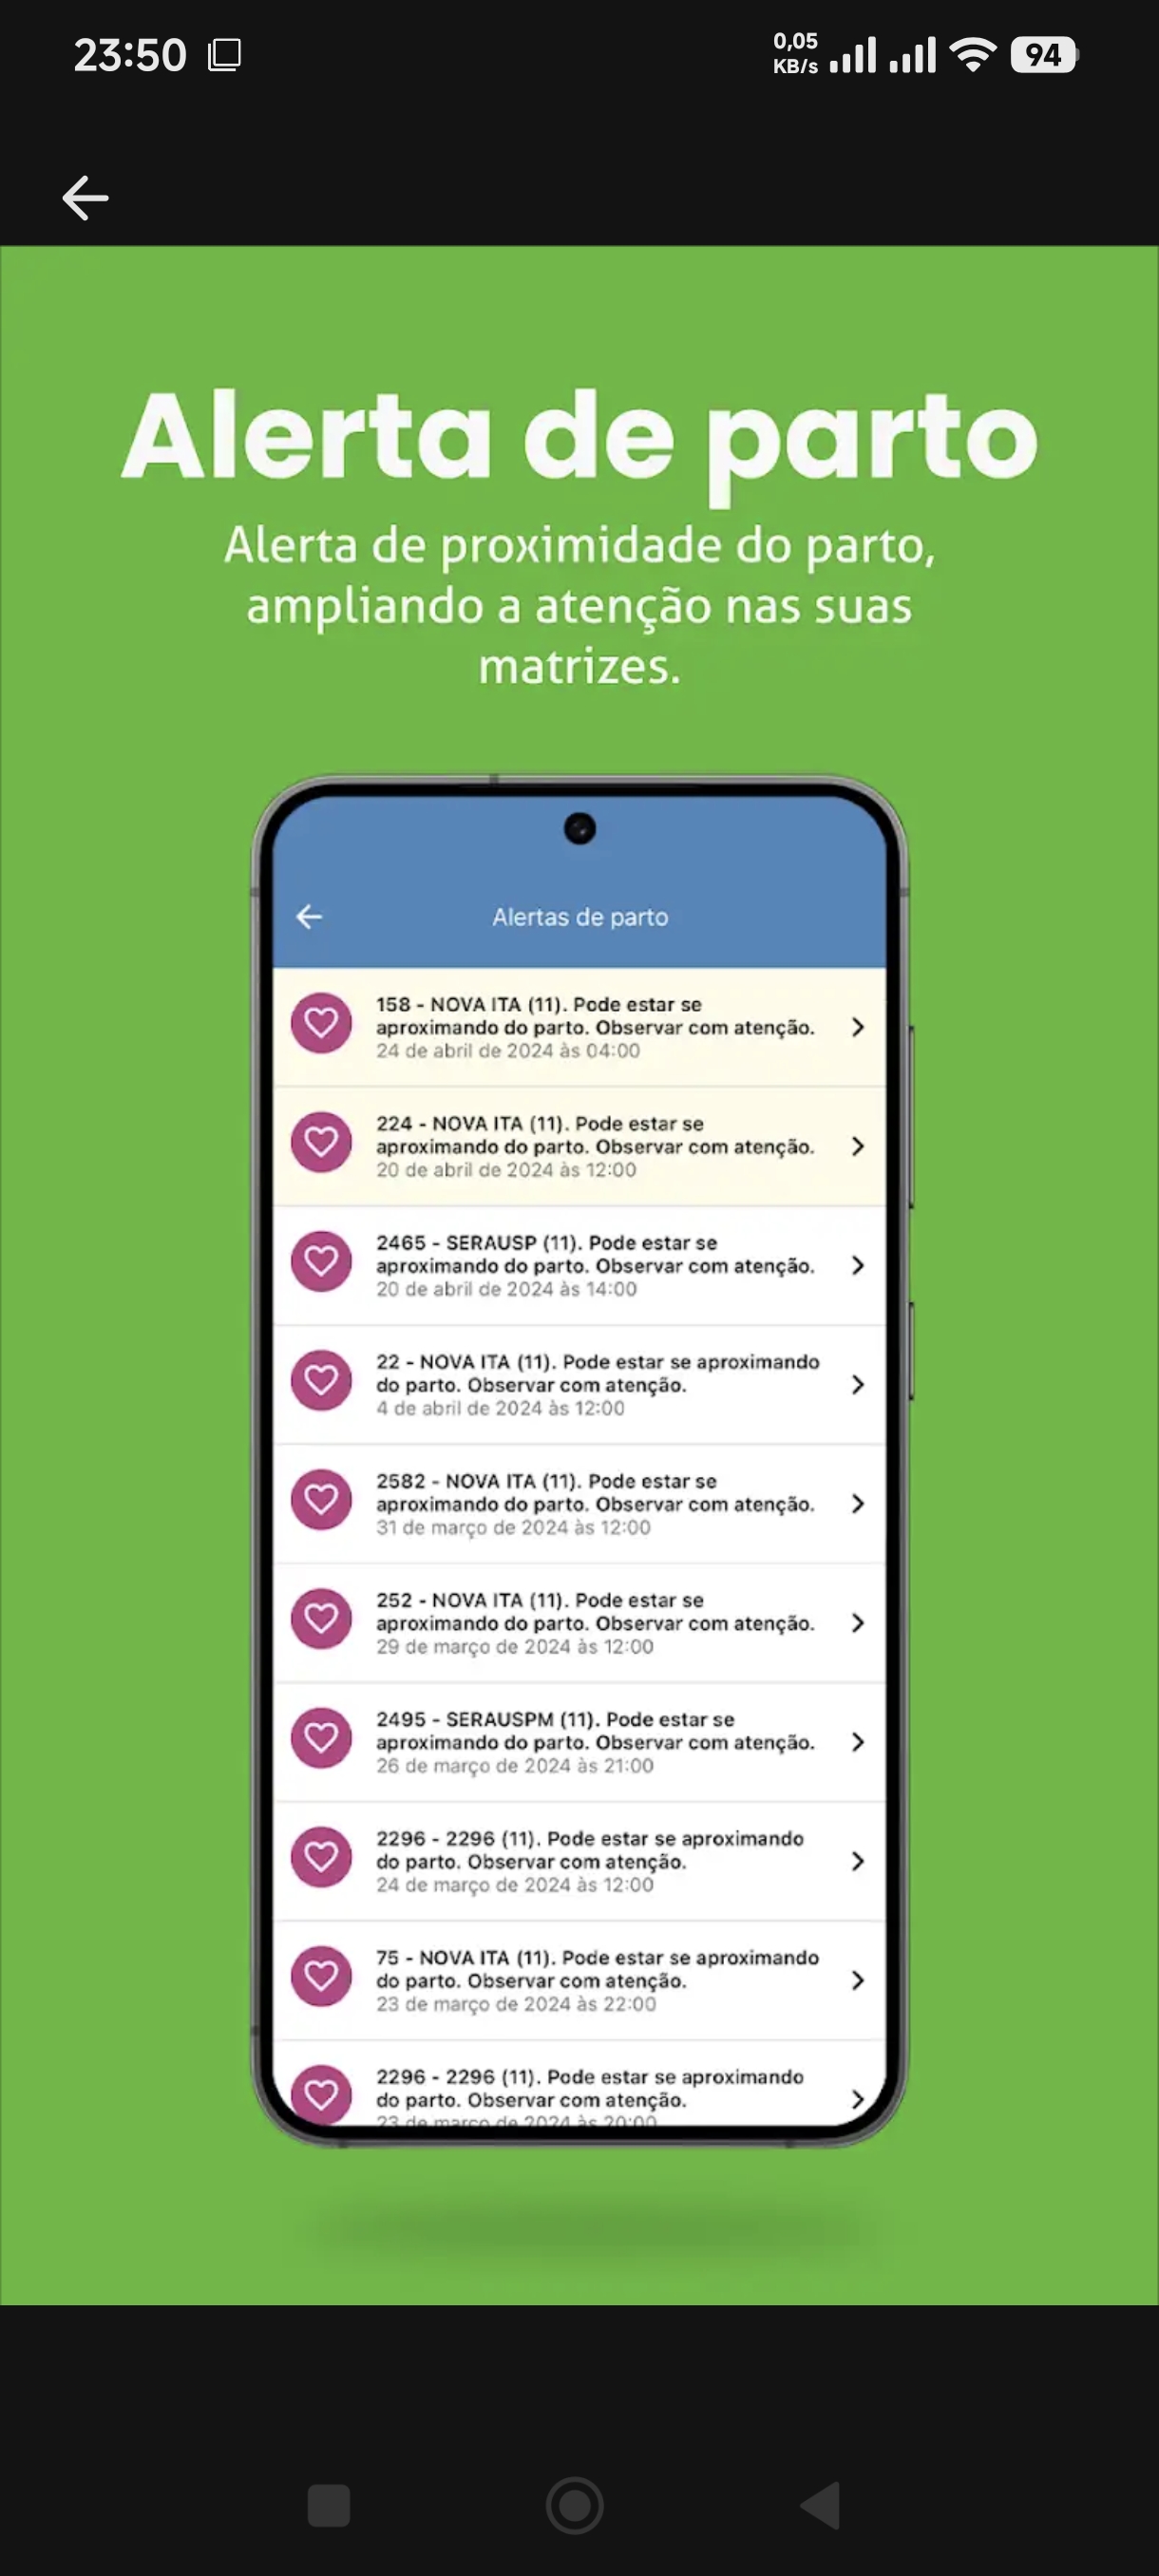 23:50
0,05
KB/s
94
Alerta de parto
Alerta de proximidade do parto,
ampliando a atenção nas suas
matrizes.
Alertas de parto
158 - NOVA ITA (11). Pode estar se
aproximando do parto. Observar com atenção.
24 de abril de 2024 às 04:00
224 - NOVA ITA (11). Pode estar se
aproximando do parto. Observar com atenção.
20 de abril de 2024 às 12:00
2465 - SERAUSP (11). Pode estar se
aproximando do parto. Observar com atenção.
20 de abril de 2024 às 14:00
22 - NOVA ITA (11). Pode estar se aproximando
do parto. Observar com atenção.
4 de abril de 2024 às 12:00
2582 - NOVA ITA (11). Pode estar se
aproximando do parto. Observar com atenção.
31 de março de 2024 às 12:00
252 - NOVA ITA (11). Pode estar se
aproximando do parto. Observar com atenção.
29 de março de 2024 às 12:00
2495 - SERAUSPM (11). Pode estar se
aproximando do parto. Observar com atenção.
26 de março de 2024 às 21:00
2296 - 2296 (11). Pode estar se aproximando
do parto. Observar com atenção.
24 de março de 2024 às 12:00
75 - NOVA ITA (11). Pode estar se aproximando
do parto. Observar com atenção.
23 de março de 2024 às 22:00
2296 - 2296 (11). Pode estar se aproximando
do parto. Observar com atenção.
23 de março de 2024 às 20:00